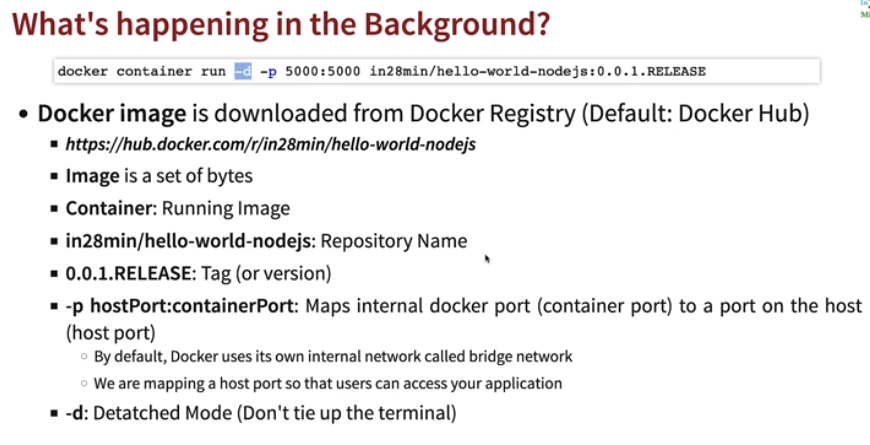 What's happening in the Background?
docker container run -d -p 5000:5000 in28min/hello-world-nodejs:0.0.1.RELEASE
• Docker image is downloaded from Docker Registry (Default: Docker Hub)
▪ https://hub.docker.com/r/in28min/hello-world-nodejs
▪ Image is a set of bytes
▪ Container: Running Image
▪ in28min/hello-world-nodejs: Repository Name
▪ 0.0.1.RELEASE: Tag (or version)
▪ -p hostPort:containerPort: Maps internal docker port (container port) to a port on the host
(host port)
◦ By default, Docker uses its own internal network called bridge network
◦ We are mapping a host port so that users can access your application
▪ -d: Detatched Mode (Don't tie up the terminal)